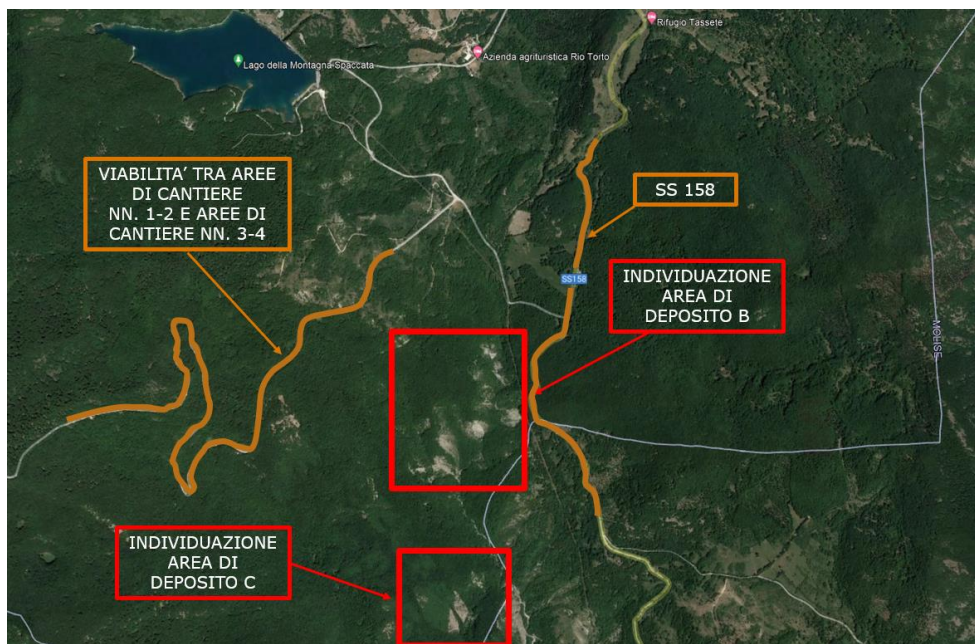 Rifugio Tassete
Lago della Montagna Spaccata
Azienda agrituristica Rio Torto
VIABILITA’ TRA AREE
DI CANTIERE
NN. 1-2 E AREE DI
CANTIERE NN. 3-4
SS 158
SS158
INDIVIDUAZIONE
AREA DI
DEPOSITO B
MOLISE
INDIVIDUAZIONE
AREA DI
DEPOSITO C